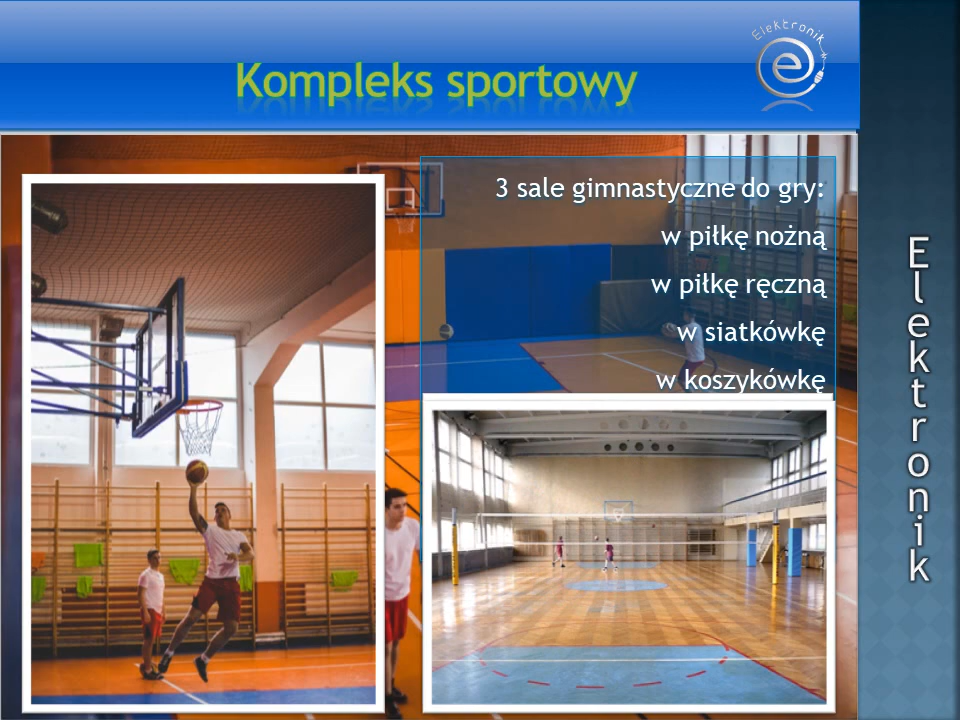 Elektronik
e
Kompleks sportowy
3 sale gimnastyczne do gry:
w piłkę nożną
w piłkę ręczną
w siatkówkę
w koszykówkę
Elektronik